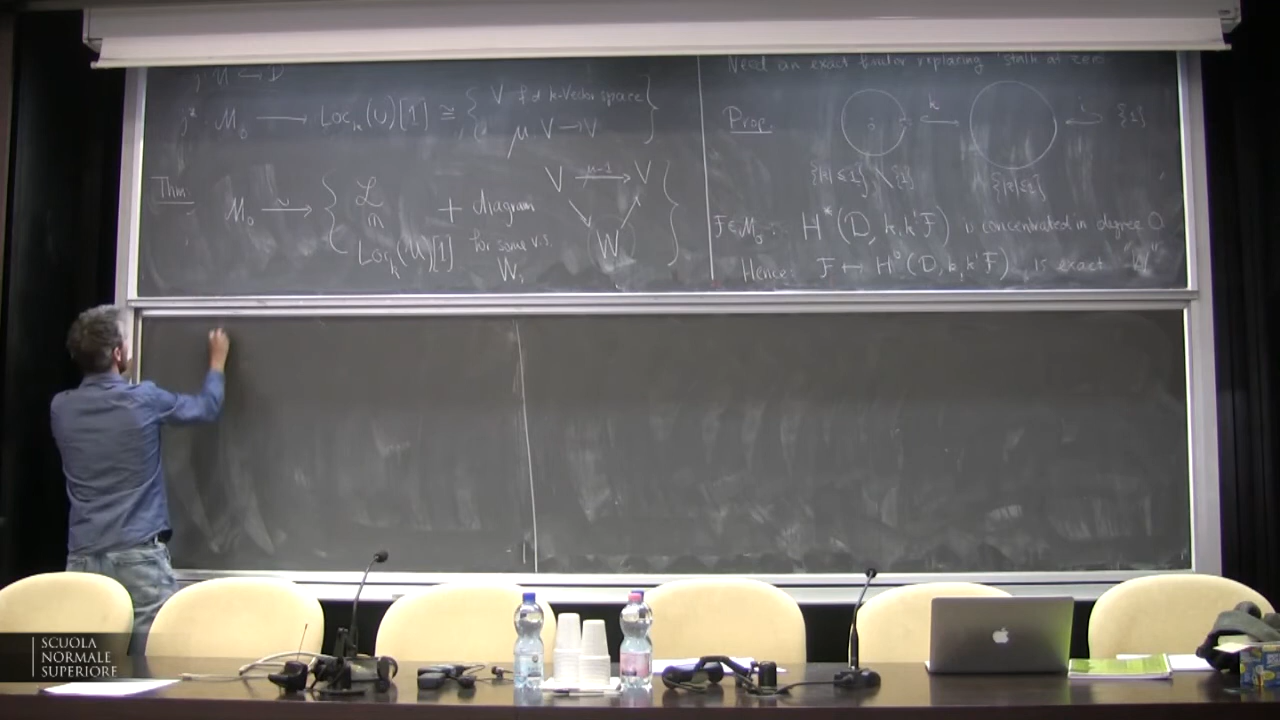 j: U ↪ D
j* : M₀ ⟶ Loc_k(U)[1] ≅ { V f.d. k-Vector space
μ: V → V }
Thm
M₀ ⟶ { L + diagram V —μ-1→ V
in
Loc_k(U)[1] for some v.s. W }
W,
Need an exact functor replacing 'stalk at zero'
Prop.
k
i
{1}
{|z| ≤ 1} \ {1}
{|z| ≤ 1}
F ∈ M₀ : H*(D, k! k* F) is concentrated in degree 0.
Hence: F ← H⁰(D, k! k* F), is exact "W"
SCUOLA
NORMALE
SUPERIORE